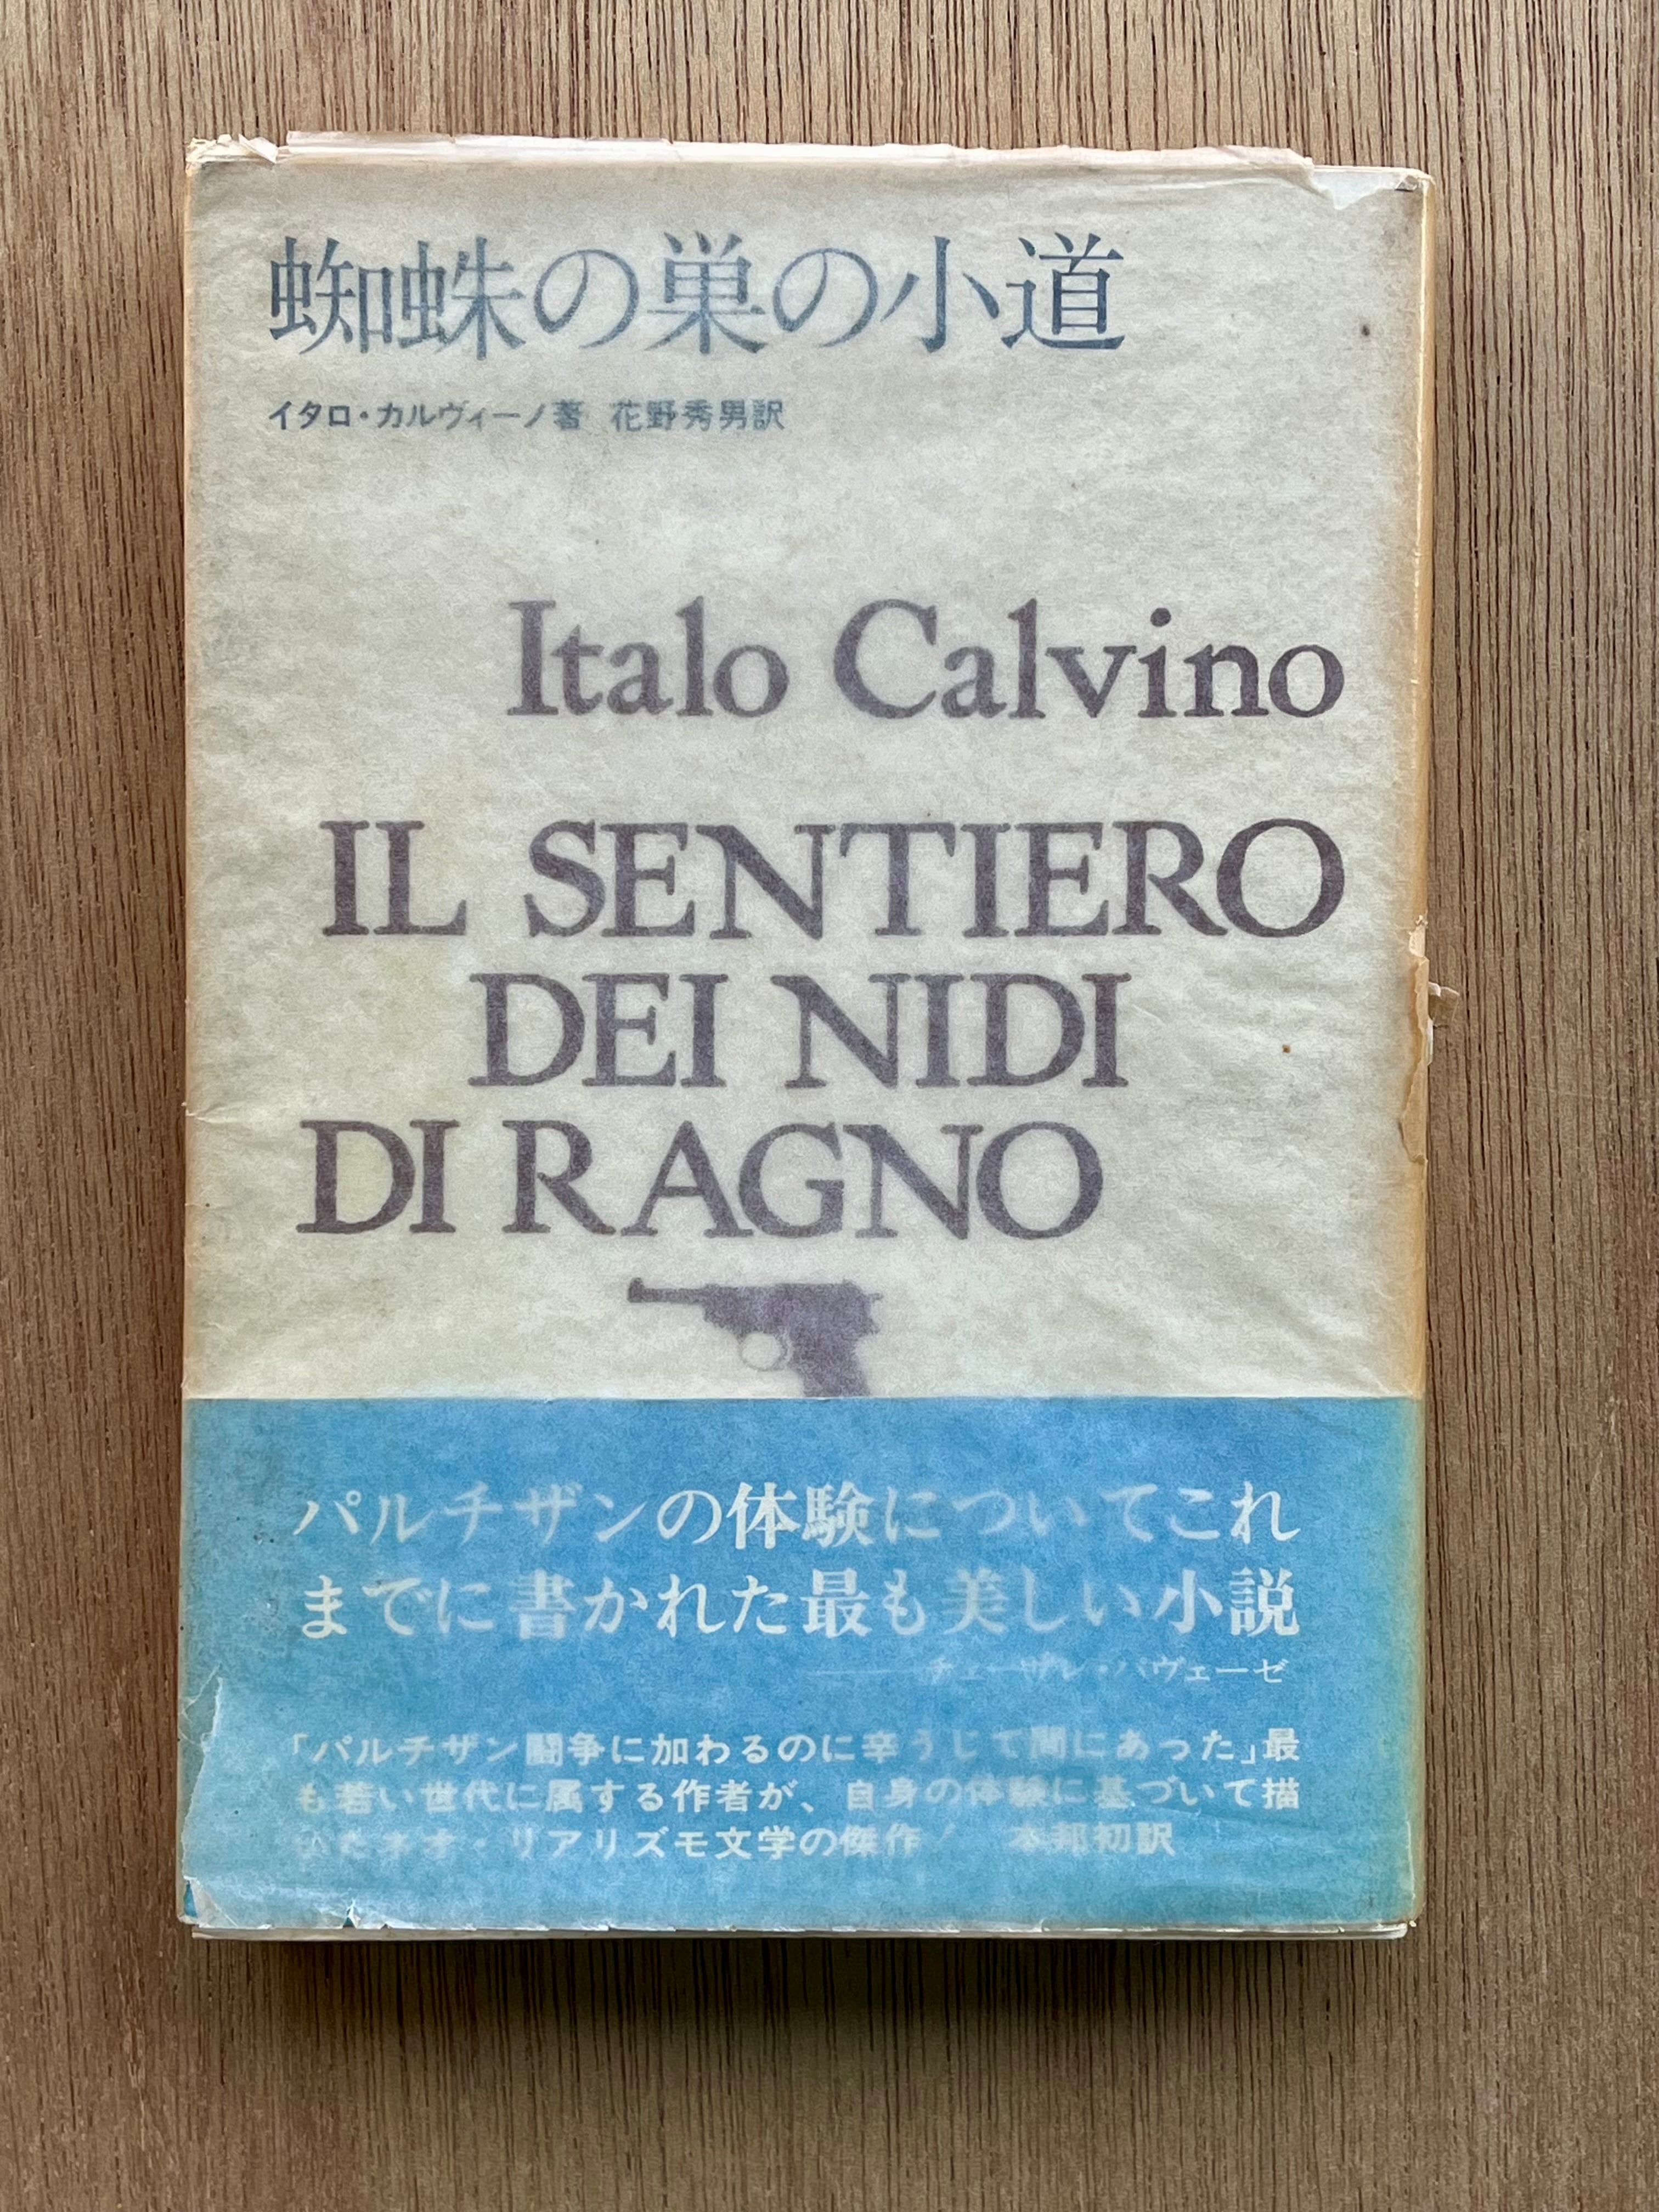 蜘蛛の巣の小道
イタロ・カルヴィーノ著 花野秀男訳
Italo Calvino
IL SENTIERO
DEI NIDI
DI RAGNO
パルチザンの体験についてこれ
までに書かれた最も美しい小説
――チェーザレ・パヴェーゼ
「パルチザン闘争に加わるのに辛うじて間にあった」最
も若い世代に属する作者が、自身の体験に基づいて描
いたネオ・リアリズモ文学の傑作! 本邦初訳